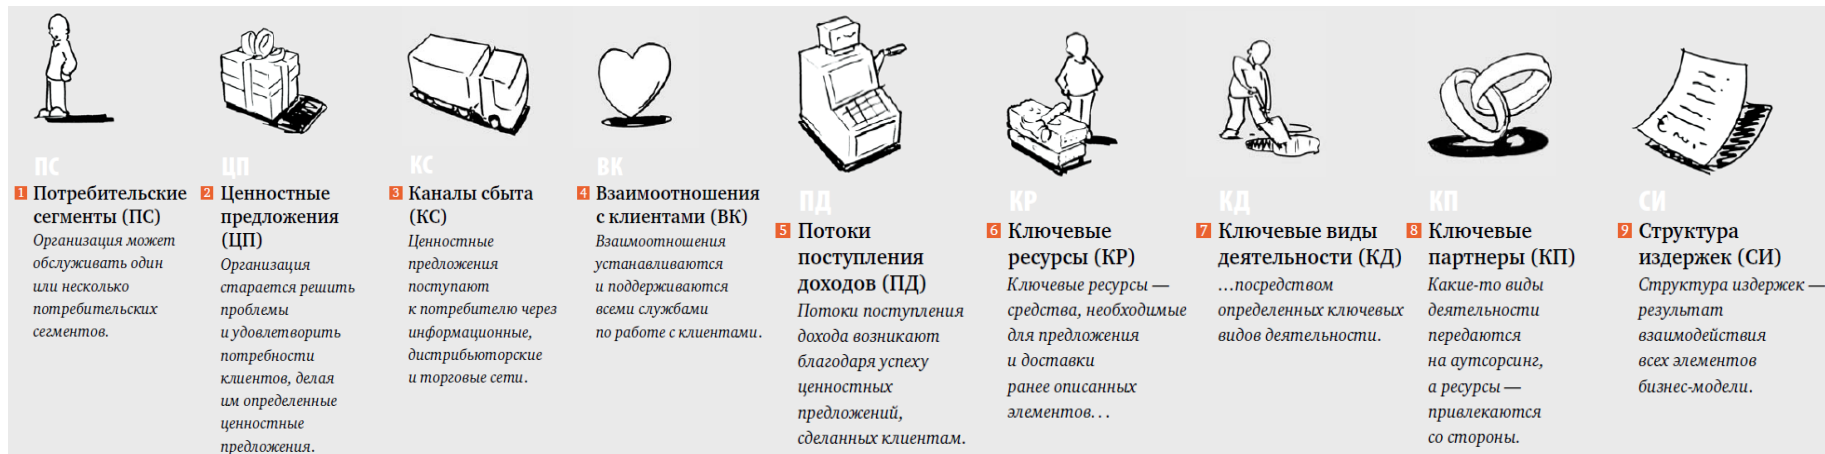 ПС
1 Потребительские
сегменты (ПС)
Организация может
обслуживать один
или несколько
потребительских
сегментов.
ЦП
2 Ценностные
предложения
(ЦП)
Организация
старается решить
проблемы
и удовлетворить
потребности
клиентов, делая
им определенные
ценностные
предложения.
КС
3 Каналы сбыта
(КС)
Ценностные
предложения
поступают
к потребителю через
информационные,
дистрибьюторские
и торговые сети.
ВК
4 Взаимоотношения
с клиентами (ВК)
Взаимоотношения
устанавливаются
и поддерживаются
всеми службами
по работе с клиентами.
ПД
5 Потоки
поступления
доходов (ПД)
Потоки поступления
дохода возникают
благодаря успеху
ценностных
предложений,
сделанных клиентам.
КР
6 Ключевые
ресурсы (КР)
Ключевые ресурсы —
средства, необходимые
для предложения
и доставки
ранее описанных
элементов...
КД
7 Ключевые виды
деятельности (КД)
...посредством
определенных ключевых
видов деятельности.
КП
8 Ключевые
партнеры (КП)
Какие-то виды
деятельности
передаются
на аутсорсинг,
а ресурсы —
привлекаются
со стороны.
СИ
9 Структура
издержек (СИ)
Структура издержек —
результат
взаимодействия
всех элементов
бизнес-модели.